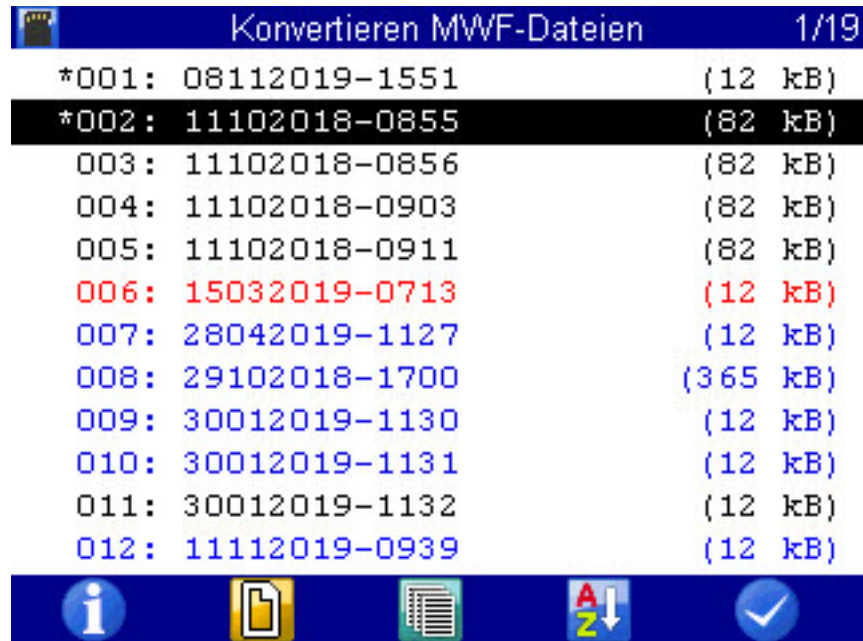 Konvertieren MWF-Dateien 1/19
*001: 08112019-1551 (12 kB)
*002: 11102018-0855 (82 kB)
003: 11102018-0856 (82 kB)
004: 11102018-0903 (82 kB)
005: 11102018-0911 (82 kB)
006: 15032019-0713 (12 kB)
007: 28042019-1127 (12 kB)
008: 29102018-1700 (365 kB)
009: 30012019-1130 (12 kB)
010: 30012019-1131 (12 kB)
011: 30012019-1132 (12 kB)
012: 11112019-0939 (12 kB)
i A Z